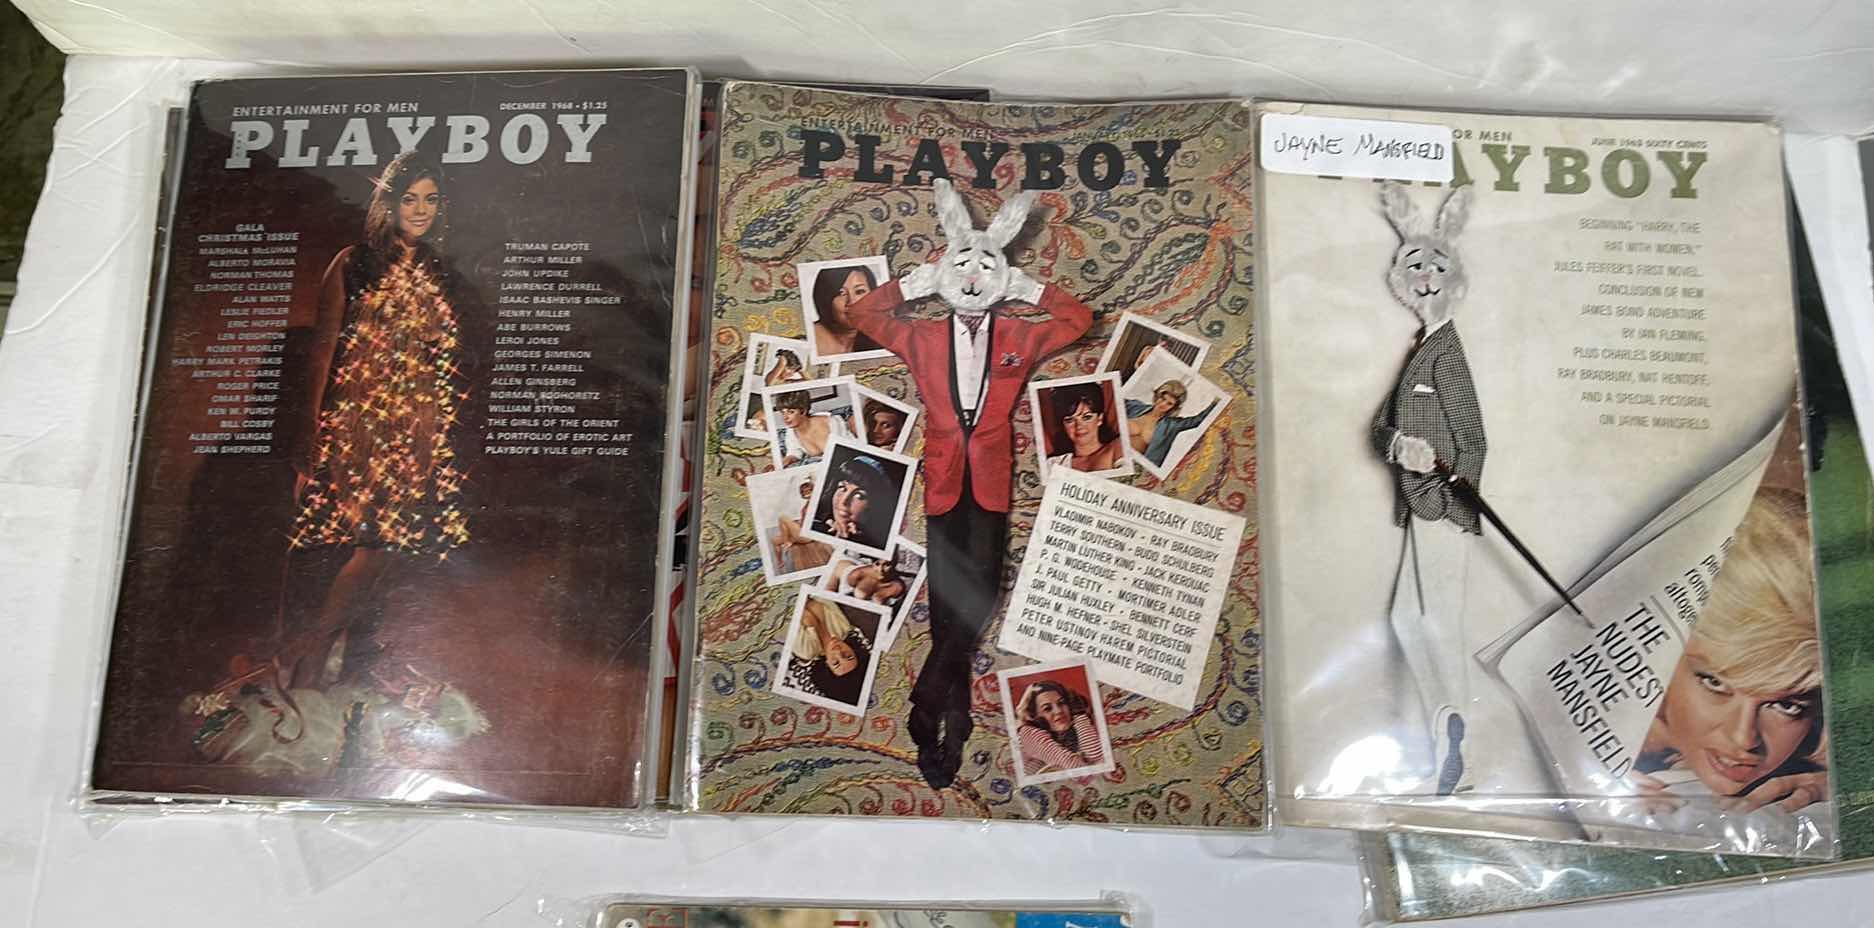 ENTERTAINMENT FOR MEN
DECEMBER 1968 • $1.25
PLAYBOY
GALA
CHRISTMAS ISSUE
MARSHALL McLUHAN
ALBERTO MORAVIA
NORMAN THOMAS
ELDRIDGE CLEAVER
ALAN WATTS
LESLIE FIEDLER
ERIC HOFFER
LEN DEIGHTON
ROBERT MORLEY
HARRY MARK PETRAKIS
ARTHUR C. CLARKE
ROGER PRICE
OMAR SHARIF
KEN W. PURDY
BILL COSBY
ALBERTO VARGAS
JEAN SHEPHERD
TRUMAN CAPOTE
ARTHUR MILLER
JOHN UPDIKE
LAWRENCE DURRELL
ISAAC BASHEVIS SINGER
HENRY MILLER
ABE BURROWS
LEROI JONES
GEORGES SIMENON
JAMES T. FARRELL
ALLEN GINSBERG
NORMAN PODHORETZ
WILLIAM STYRON
THE GIRLS OF THE ORIENT
A PORTFOLIO OF EROTIC ART
PLAYBOY'S YULE GIFT GUIDE
ENTERTAINMENT FOR MEN
PLAYBOY
HOLIDAY ANNIVERSARY ISSUE
VLADIMIR NABOKOV • RAY BRADBURY
TERRY SOUTHERN • BUDD SCHULBERG
MARTIN LUTHER KING • JACK KEROUAC
P. G. WODEHOUSE • KENNETH TYNAN
J. PAUL GETTY • MORTIMER ADLER
SIR JULIAN HUXLEY • BENNETT CERF
HUGH M. HEFNER • SHEL SILVERSTEIN
PETER USTINOV HAREM PICTORIAL
AND NINE-PAGE PLAYMATE PORTFOLIO
JAYNE MANSFIELD
OR MEN
JUNE 1963 SIXTY CENTS
PLAYBOY
BEGINNING "HARRY, THE
RAT WITH WOMEN,"
JULES FEIFFER'S FIRST NOVEL,
CONCLUSION OF NEW
JAMES BOND ADVENTURE
BY IAN FLEMING,
PLUS CHARLES BEAUMONT,
RAY BRADBURY, NAT HENTOFF,
AND A SPECIAL PICTORIAL
ON JAYNE MANSFIELD
THE
NUDEST
JAYNE
MANSFIELD